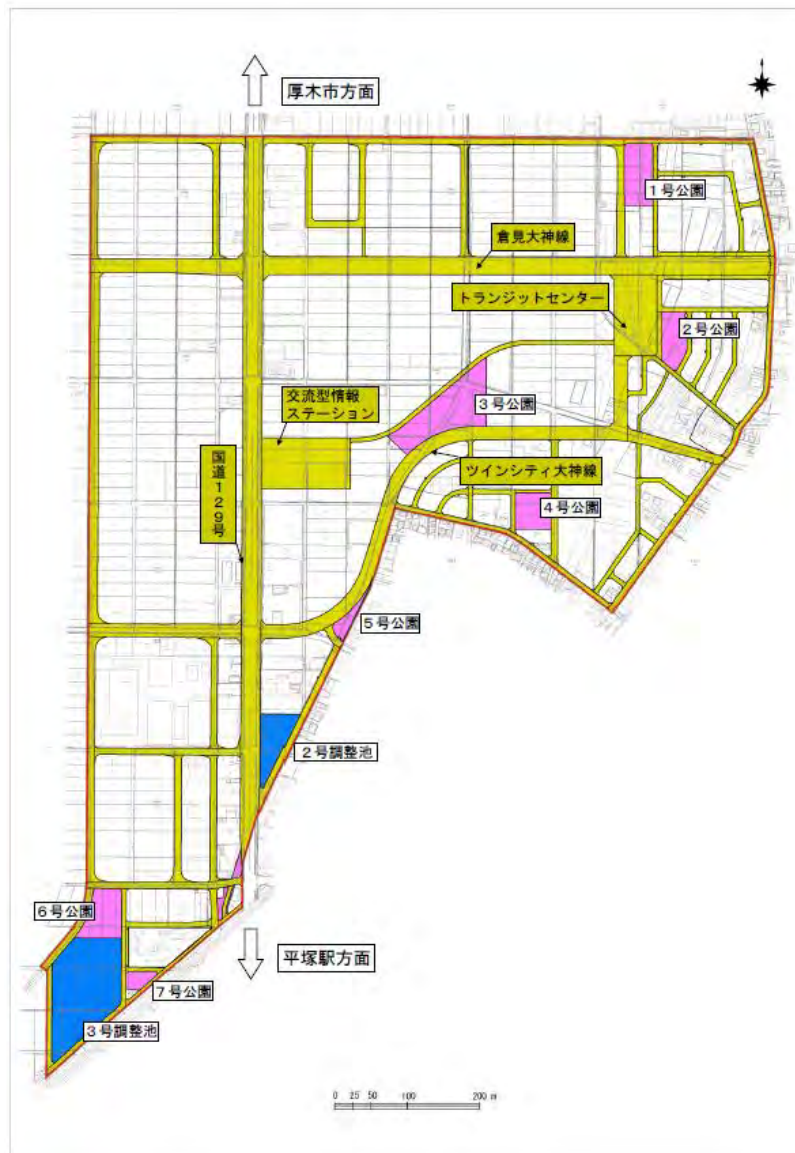 厚木市方面
1号公園
倉見大神線
トランジットセンター
2号公園
交流型情報
ステーション
3号公園
国道129号
ツインシティ大神線
4号公園
5号公園
2号調整池
6号公園
平塚駅方面
7号公園
3号調整池
0 25 50 100 200 m